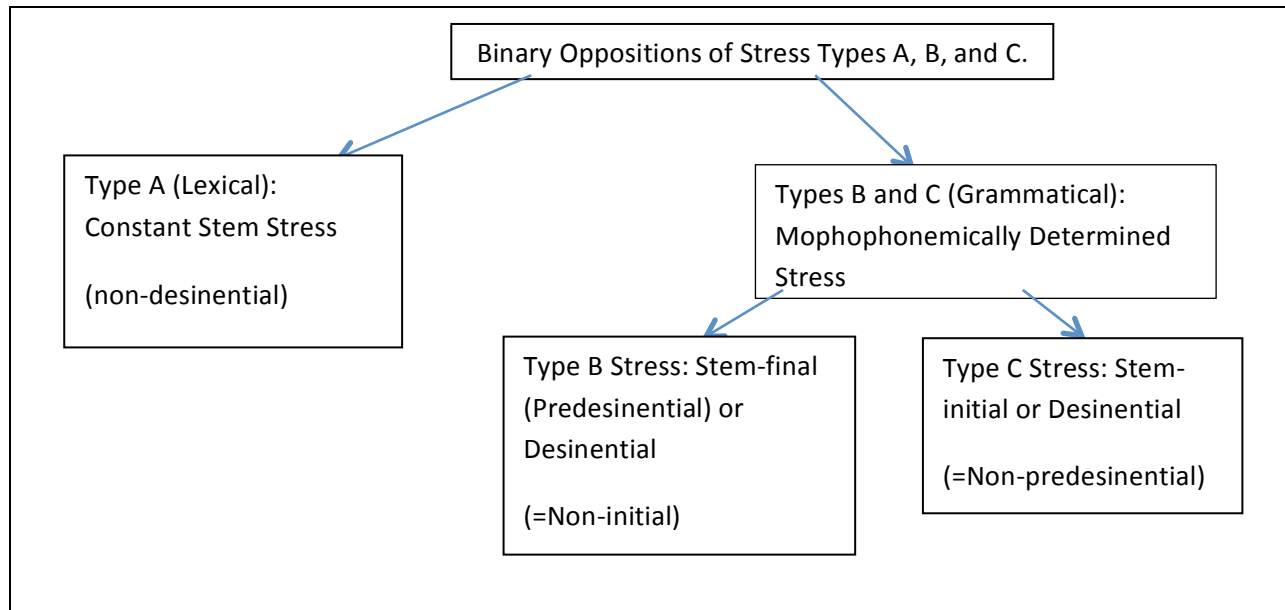 Binary Oppositions of Stress Types A, B, and C.
Type A (Lexical):
Constant Stem Stress
(non-desinential)
Types B and C (Grammatical):
Mophophonemically Determined
Stress
Type B Stress: Stem-final
(Predesinential) or
Desinential
(=Non-initial)
Type C Stress: Stem-
initial or Desinential
(=Non-predesinential)